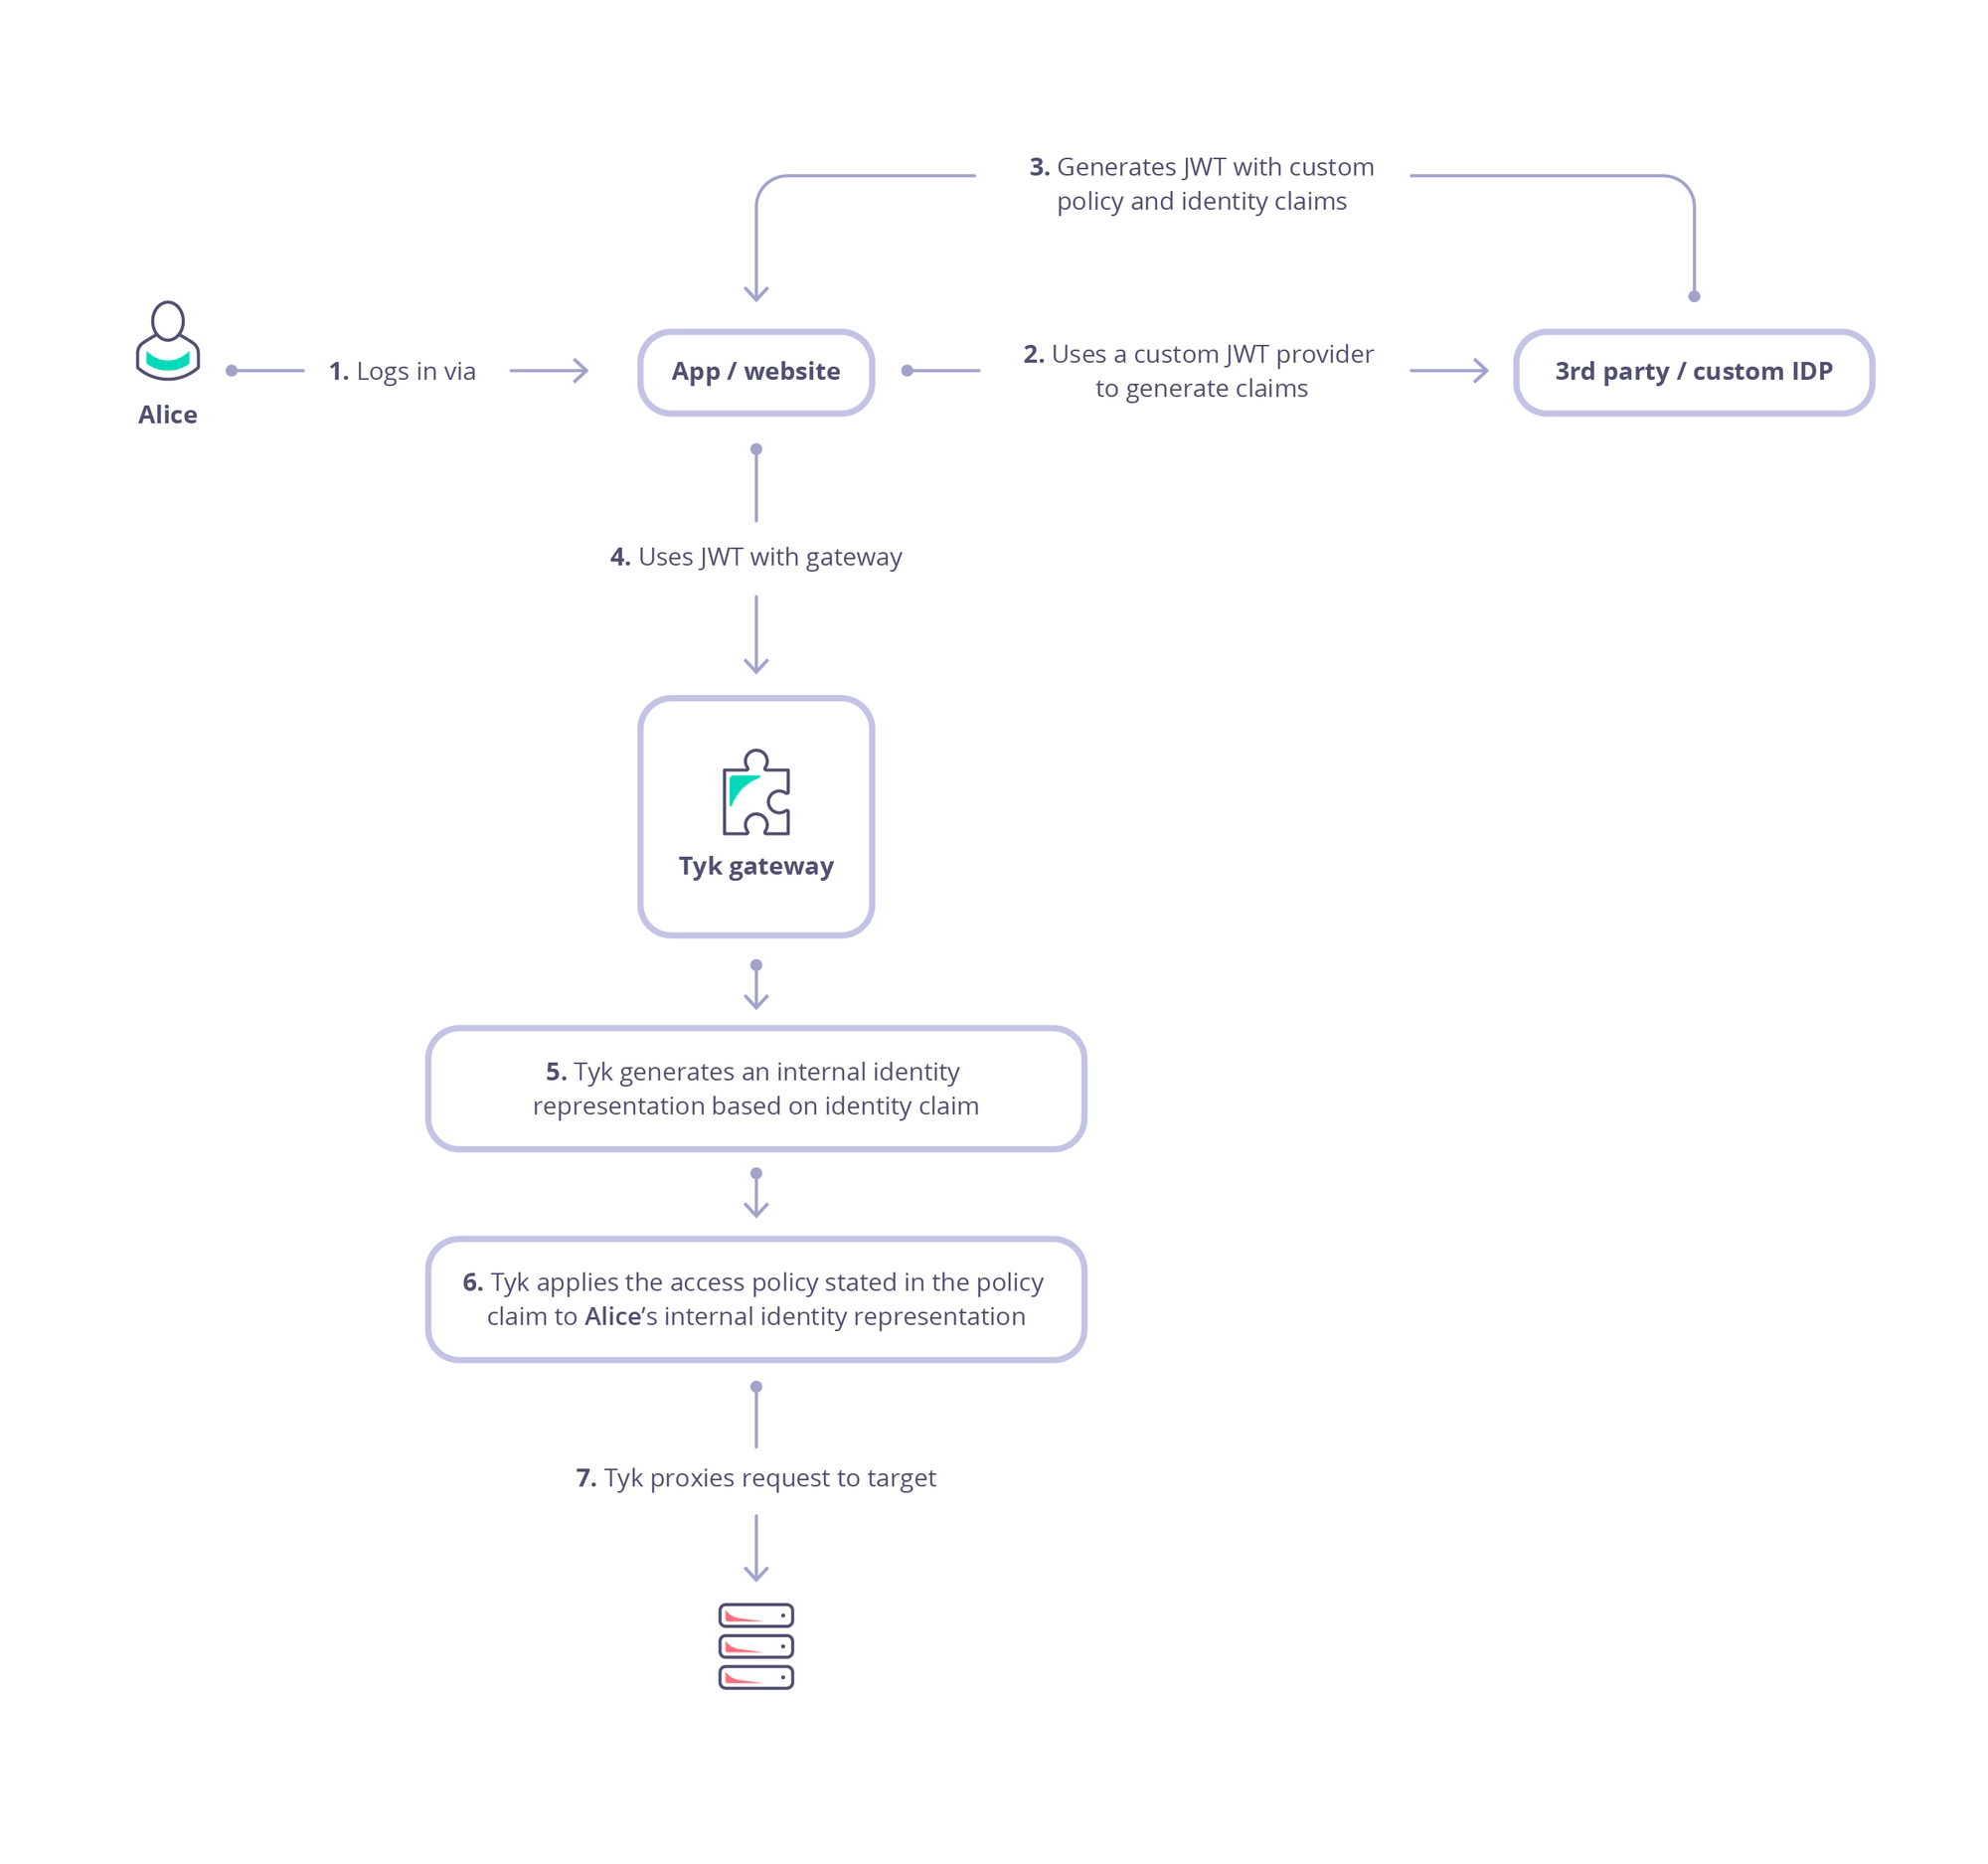 3. Generates JWT with custom
policy and identity claims
Alice
1. Logs in via
App / website
2. Uses a custom JWT provider
to generate claims
3rd party / custom IDP
4. Uses JWT with gateway
Tyk gateway
5. Tyk generates an internal identity
representation based on identity claim
6. Tyk applies the access policy stated in the policy
claim to Alice’s internal identity representation
7. Tyk proxies request to target